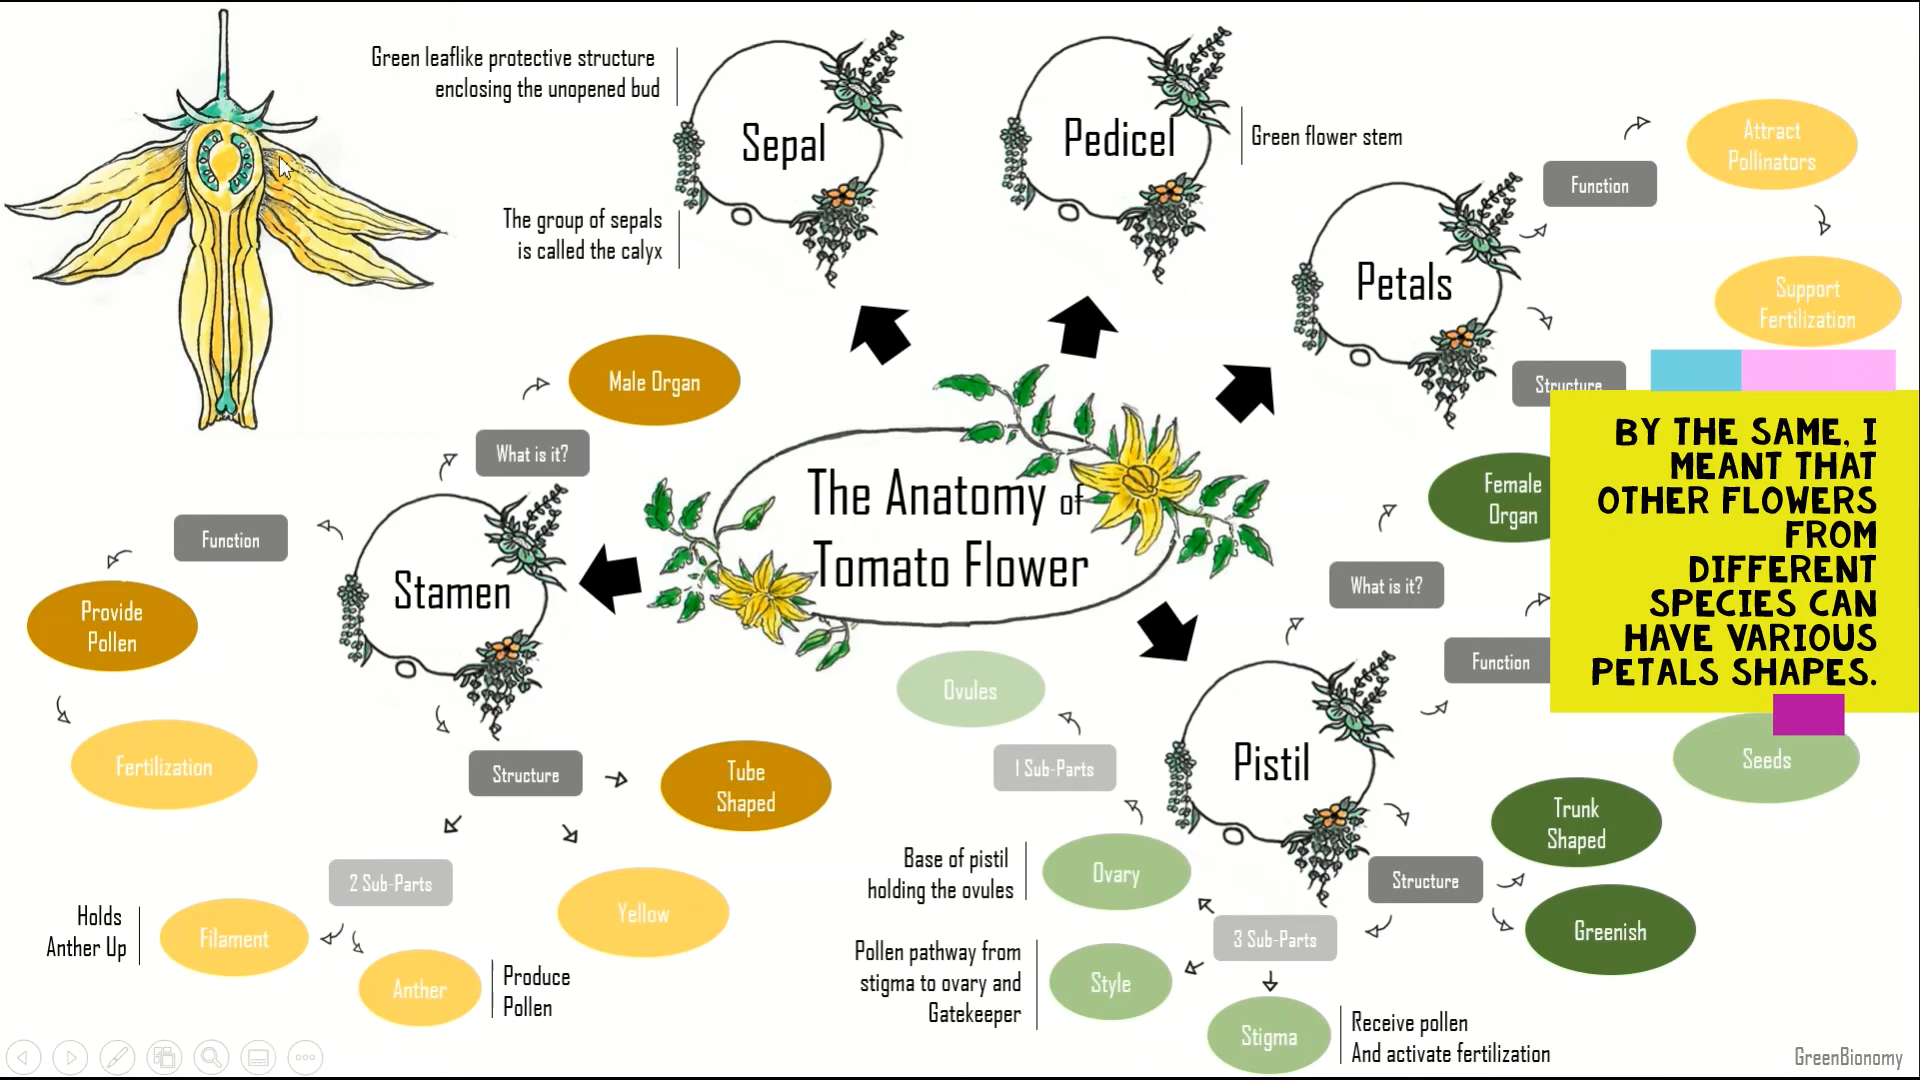 Green leaflike protective structure
enclosing the unopened bud
Sepal
The group of sepals
is called the calyx
Pedicel
Green flower stem
Petals
Function
Attract
Pollinators
Support
Fertilization
Structure
BY THE SAME, I
MEANT THAT
OTHER FLOWERS
FROM
DIFFERENT
SPECIES CAN
HAVE VARIOUS
PETALS SHAPES.
The Anatomy of
Tomato Flower
Stamen
What is it?
Male Organ
Function
Provide
Pollen
Fertilization
Structure
Tube
Shaped
Yellow
2 Sub-Parts
Filament
Holds
Anther Up
Anther
Produce
Pollen
Pistil
What is it?
Female
Organ
Function
Seeds
Structure
Trunk
Shaped
Greenish
3 Sub-Parts
Ovary
Base of pistil
holding the ovules
1 Sub-Parts
Ovules
Style
Pollen pathway from
stigma to ovary and
Gatekeeper
Stigma
Receive pollen
And activate fertilization
GreenBionomy